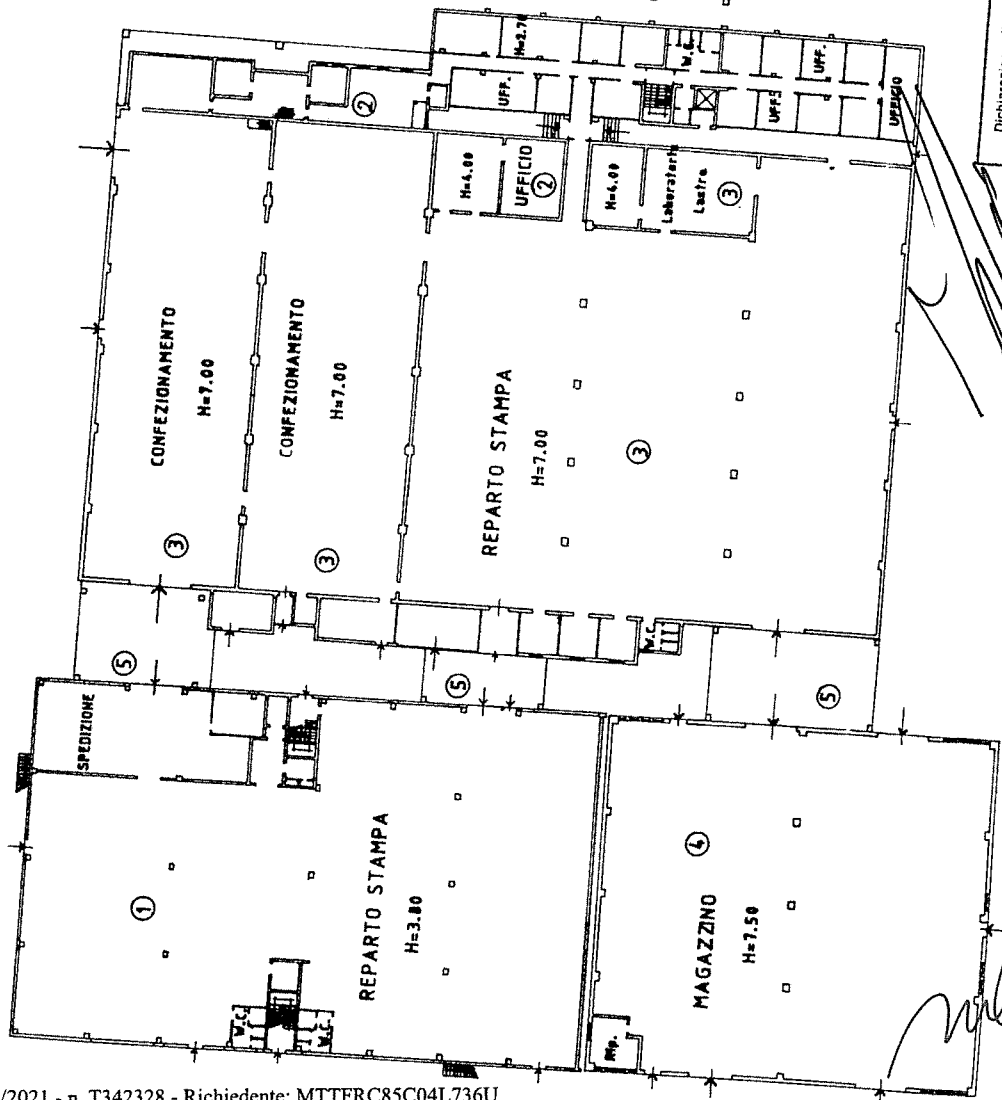 CONFEZIONAMENTO
H=7.00
③
CONFEZIONAMENTO
H=7.00
③
REPARTO STAMPA
H=7.00
③
②
H=4.00
UFFICIO
②
Laboratorio
Lastre
③
UFF.
H=2.70
W.C.
UFF.
UFF.
UFFICIO
SPEDIZIONE
⑤
⑤
⑤
W.C.
①
REPARTO STAMPA
H=3.80
W.C.
W.C.
MAGAZZINO
H=7.50
④
Rip.
/2021 - n. T342328 - Richiedente: MTTFRC85C04L736U